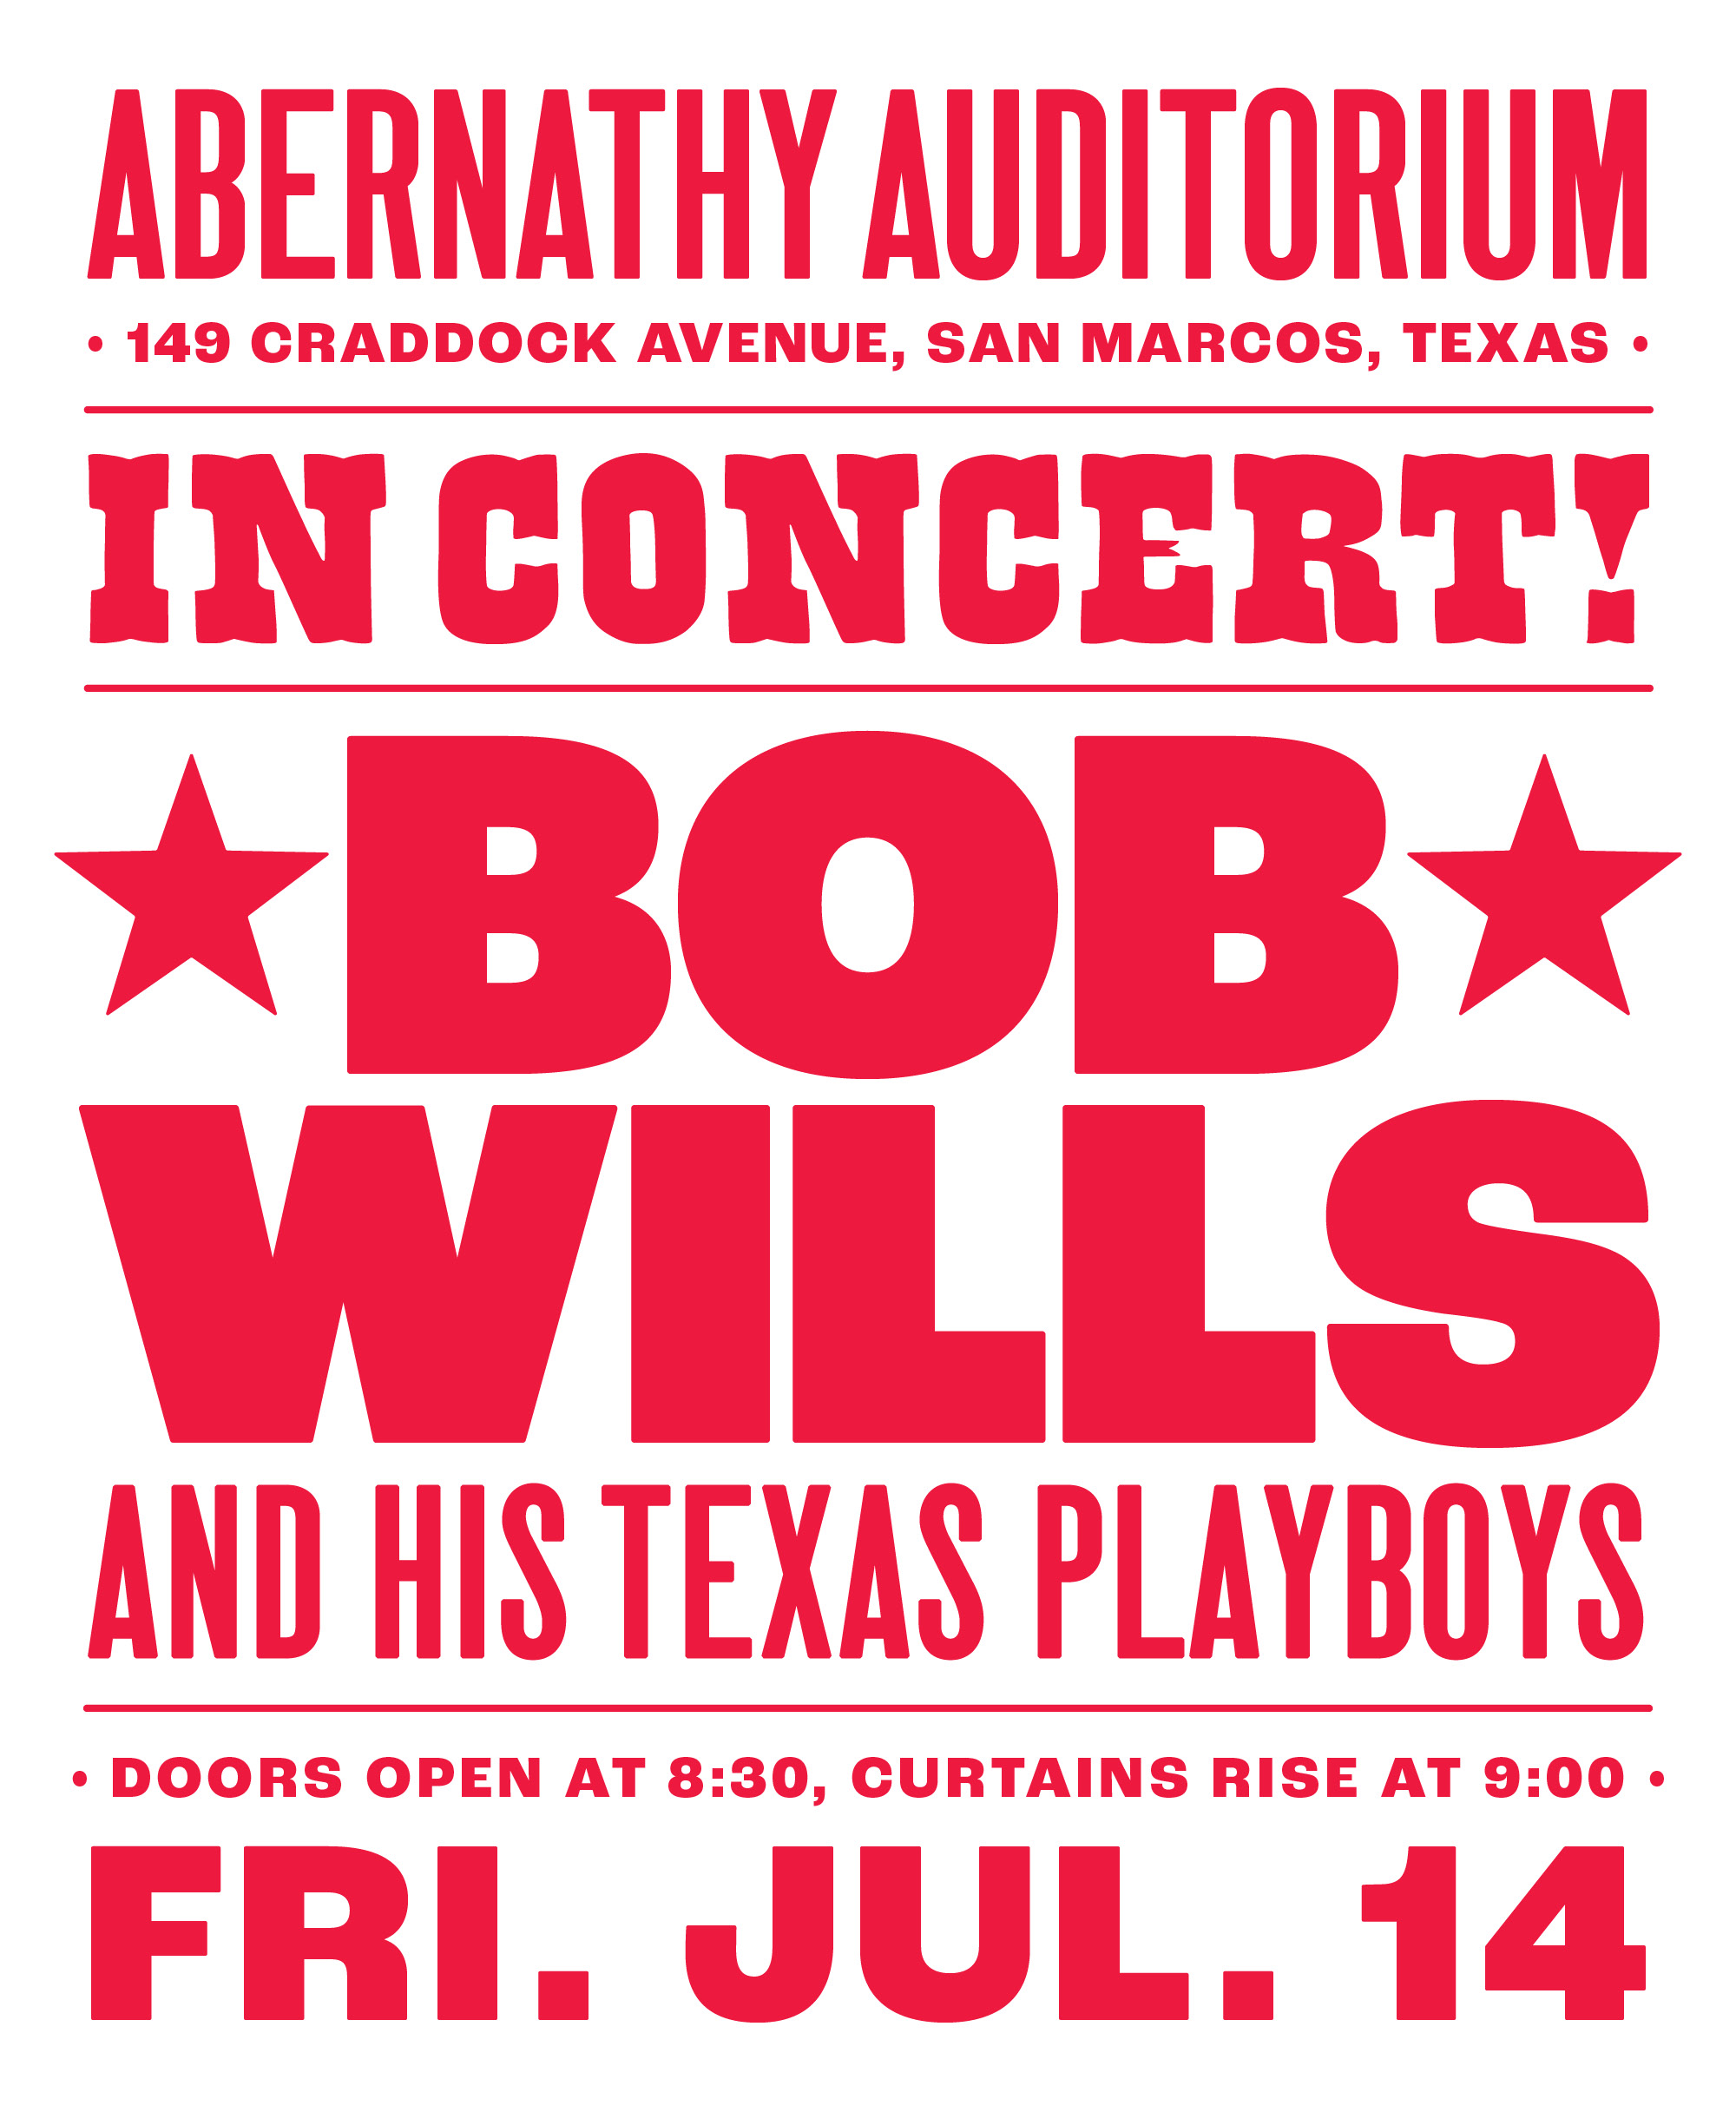 ABERNATHY AUDITORIUM
• 149 CRADDOCK AVENUE, SAN MARCOS, TEXAS •
IN CONCERT!
★ BOB ★
WILLS
AND HIS TEXAS PLAYBOYS
• DOORS OPEN AT 8:30, CURTAINS RISE AT 9:00 •
FRI. JUL. 14